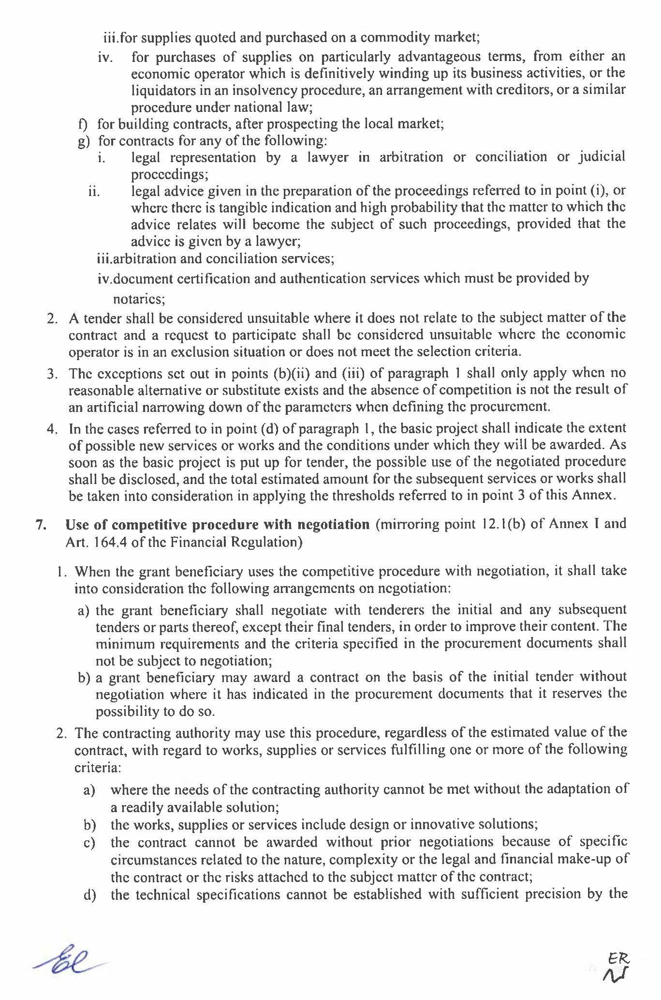 iii.for supplies quoted and purchased on a commodity market;
iv. for purchases of supplies on particularly advantageous terms, from either an
economic operator which is definitively winding up its business activities, or the
liquidators in an insolvency procedure, an arrangement with creditors, or a similar
procedure under national law;
f) for building contracts, after prospecting the local market;
g) for contracts for any of the following:
i. legal representation by a lawyer in arbitration or conciliation or judicial
proceedings;
ii. legal advice given in the preparation of the proceedings referred to in point (i), or
where there is tangible indication and high probability that the matter to which the
advice relates will become the subject of such proceedings, provided that the
advice is given by a lawyer;
iii.arbitration and conciliation services;
iv.document certification and authentication services which must be provided by
notaries;
2. A tender shall be considered unsuitable where it does not relate to the subject matter of the
contract and a request to participate shall be considered unsuitable where the economic
operator is in an exclusion situation or does not meet the selection criteria.
3. The exceptions set out in points (b)(ii) and (iii) of paragraph 1 shall only apply when no
reasonable alternative or substitute exists and the absence of competition is not the result of
an artificial narrowing down of the parameters when defining the procurement.
4. In the cases referred to in point (d) of paragraph 1, the basic project shall indicate the extent
of possible new services or works and the conditions under which they will be awarded. As
soon as the basic project is put up for tender, the possible use of the negotiated procedure
shall be disclosed, and the total estimated amount for the subsequent services or works shall
be taken into consideration in applying the thresholds referred to in point 3 of this Annex.
7. Use of competitive procedure with negotiation (mirroring point 12.1(b) of Annex I and
Art. 164.4 of the Financial Regulation)
1. When the grant beneficiary uses the competitive procedure with negotiation, it shall take
into consideration the following arrangements on negotiation:
a) the grant beneficiary shall negotiate with tenderers the initial and any subsequent
tenders or parts thereof, except their final tenders, in order to improve their content. The
minimum requirements and the criteria specified in the procurement documents shall
not be subject to negotiation;
b) a grant beneficiary may award a contract on the basis of the initial tender without
negotiation where it has indicated in the procurement documents that it reserves the
possibility to do so.
2. The contracting authority may use this procedure, regardless of the estimated value of the
contract, with regard to works, supplies or services fulfilling one or more of the following
criteria:
a) where the needs of the contracting authority cannot be met without the adaptation of
a readily available solution;
b) the works, supplies or services include design or innovative solutions;
c) the contract cannot be awarded without prior negotiations because of specific
circumstances related to the nature, complexity or the legal and financial make-up of
the contract or the risks attached to the subject matter of the contract;
d) the technical specifications cannot be established with sufficient precision by the
ER